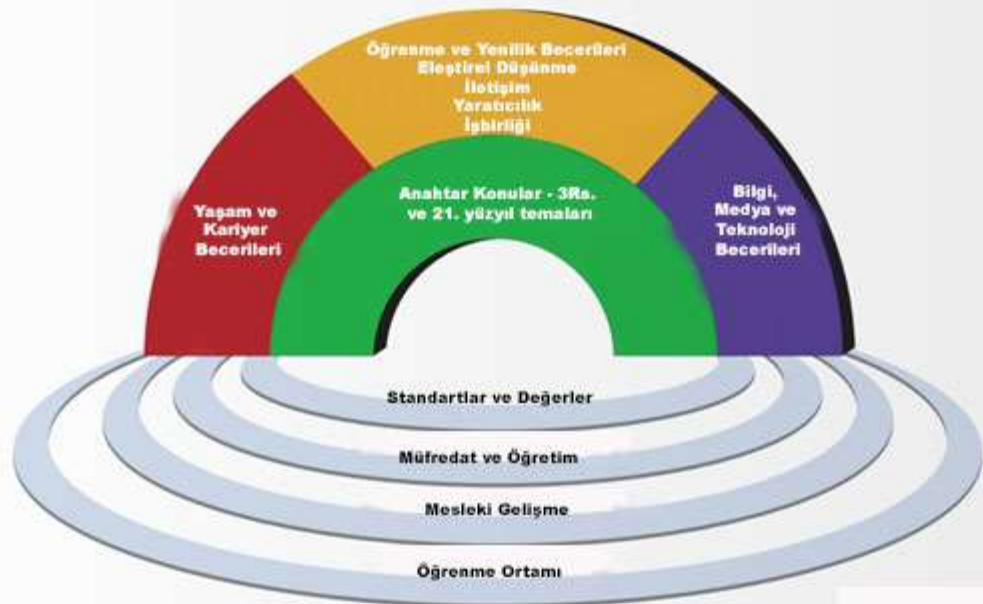 Öğrenme ve Yenilik Becerileri
Eleştirel Düşünme
İletişim
Yaratıcılık
İşbirliği
Yaşam ve
Kariyer
Becerileri
Anahtar Konular - 3Rs.
ve 21. yüzyıl temaları
Bilgi,
Medya ve
Teknoloji
Becerileri
Standartlar ve Değerler
Müfredat ve Öğretim
Mesleki Gelişme
Öğrenme Ortamı